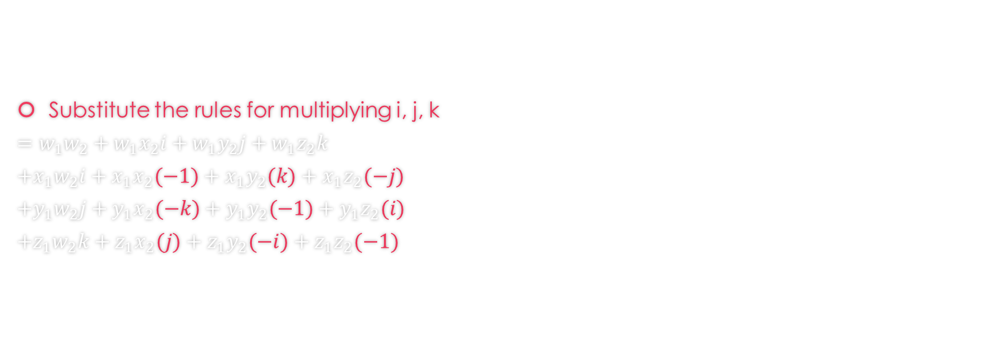 Substitute the rules for multiplying i, j, k
= w₁w₂ + w₁x₂i + w₁y₂j + w₁z₂k
+x₁w₂i + x₁x₂(−1) + x₁y₂(k) + x₁z₂(−j)
+y₁w₂j + y₁x₂(−k) + y₁y₂(−1) + y₁z₂(i)
+z₁w₂k + z₁x₂(j) + z₁y₂(−i) + z₁z₂(−1)